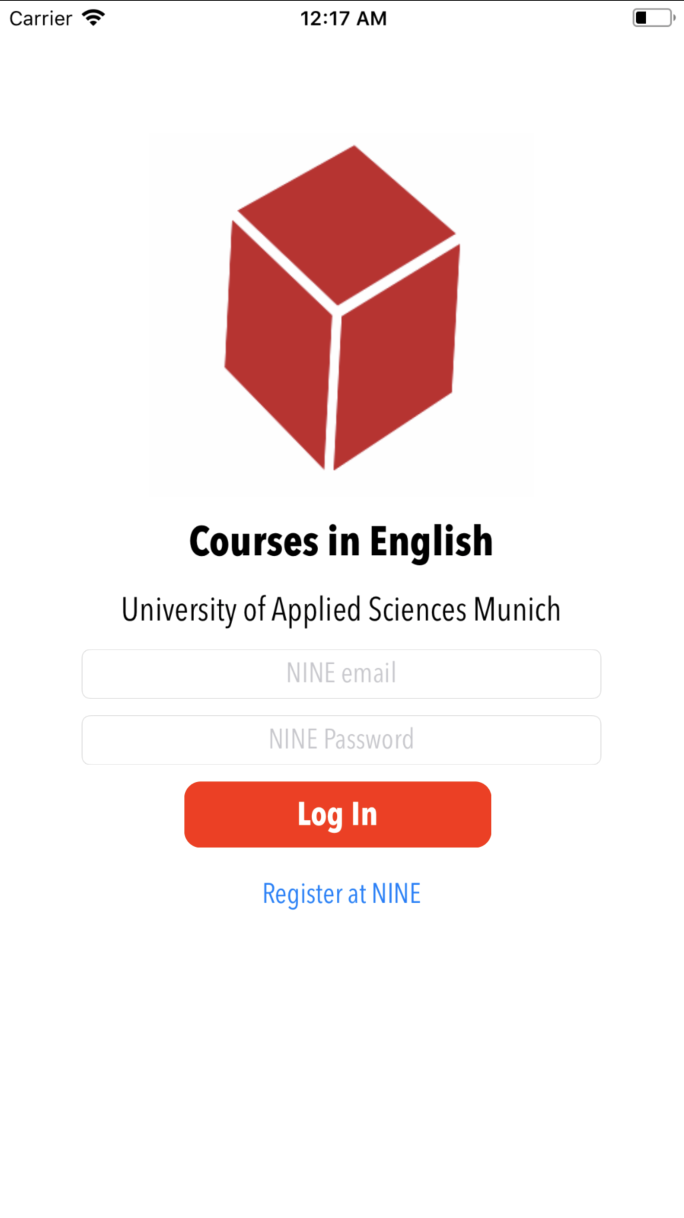 Carrier 12:17 AM
Courses in English
University of Applied Sciences Munich
NINE email
NINE Password
Log In
Register at NINE